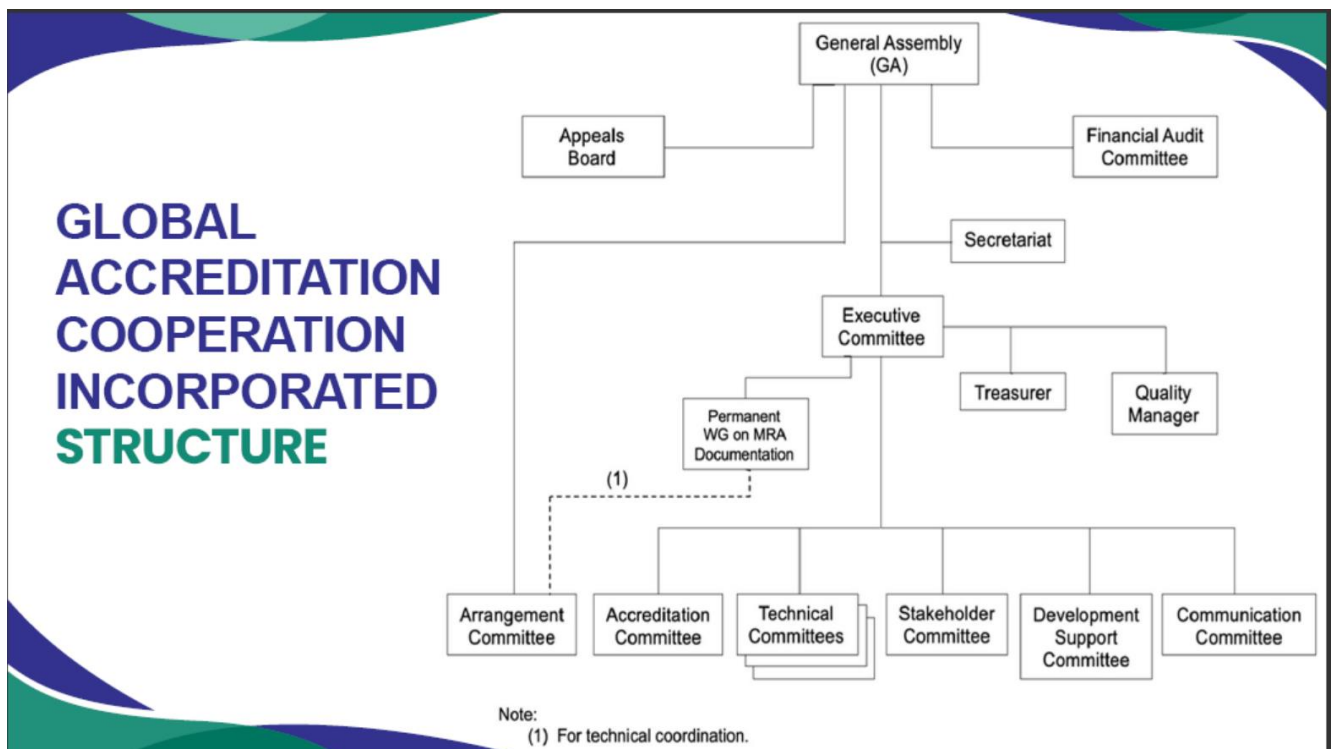 GLOBAL
ACCREDITATION
COOPERATION
INCORPORATED
STRUCTURE
General Assembly
(GA)
Appeals
Board
Financial Audit
Committee
Secretariat
Executive
Committee
Treasurer
Quality
Manager
Permanent
WG on MRA
Documentation
(1)
Arrangement
Committee
Accreditation
Committee
Technical
Committees
Stakeholder
Committee
Development
Support
Committee
Communication
Committee
Note:
(1) For technical coordination.